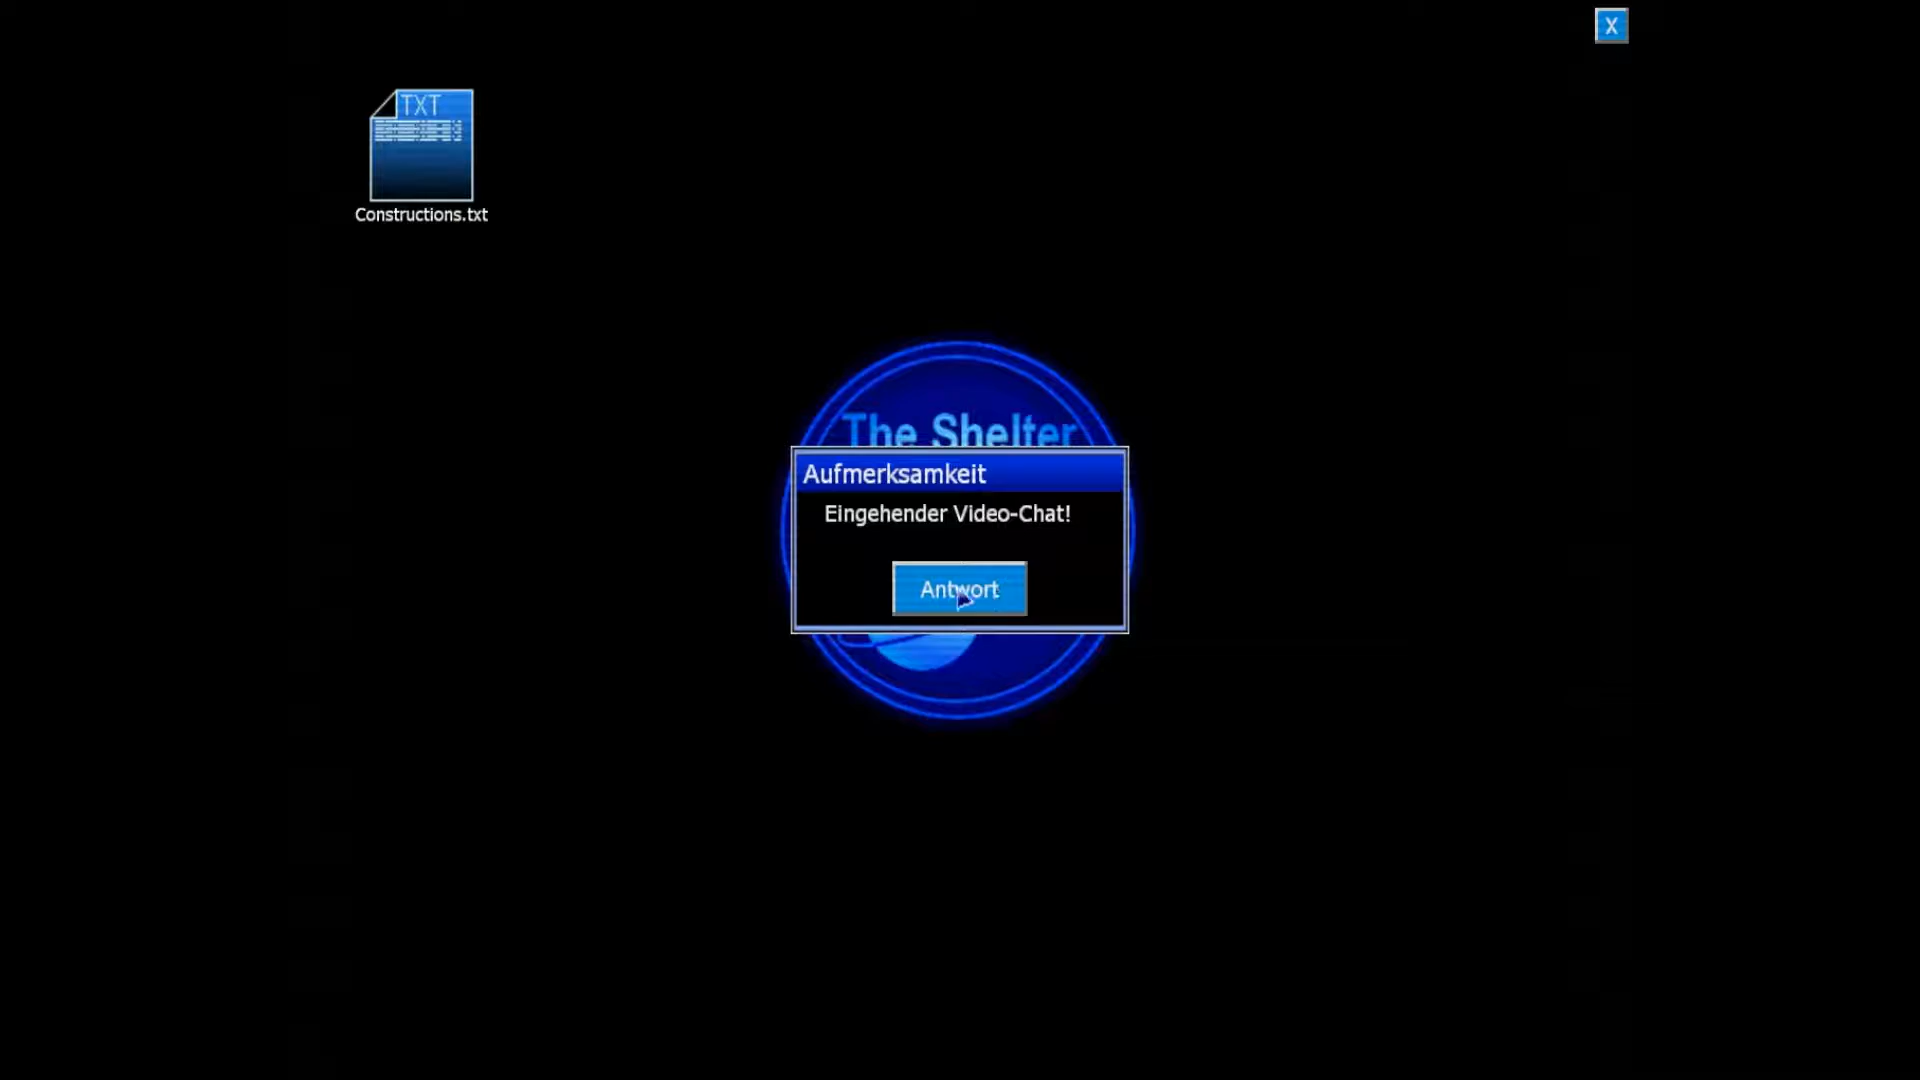 X
TXT
Constructions.txt
The Shelter
Aufmerksamkeit
Eingehender Video-Chat!
Antwort